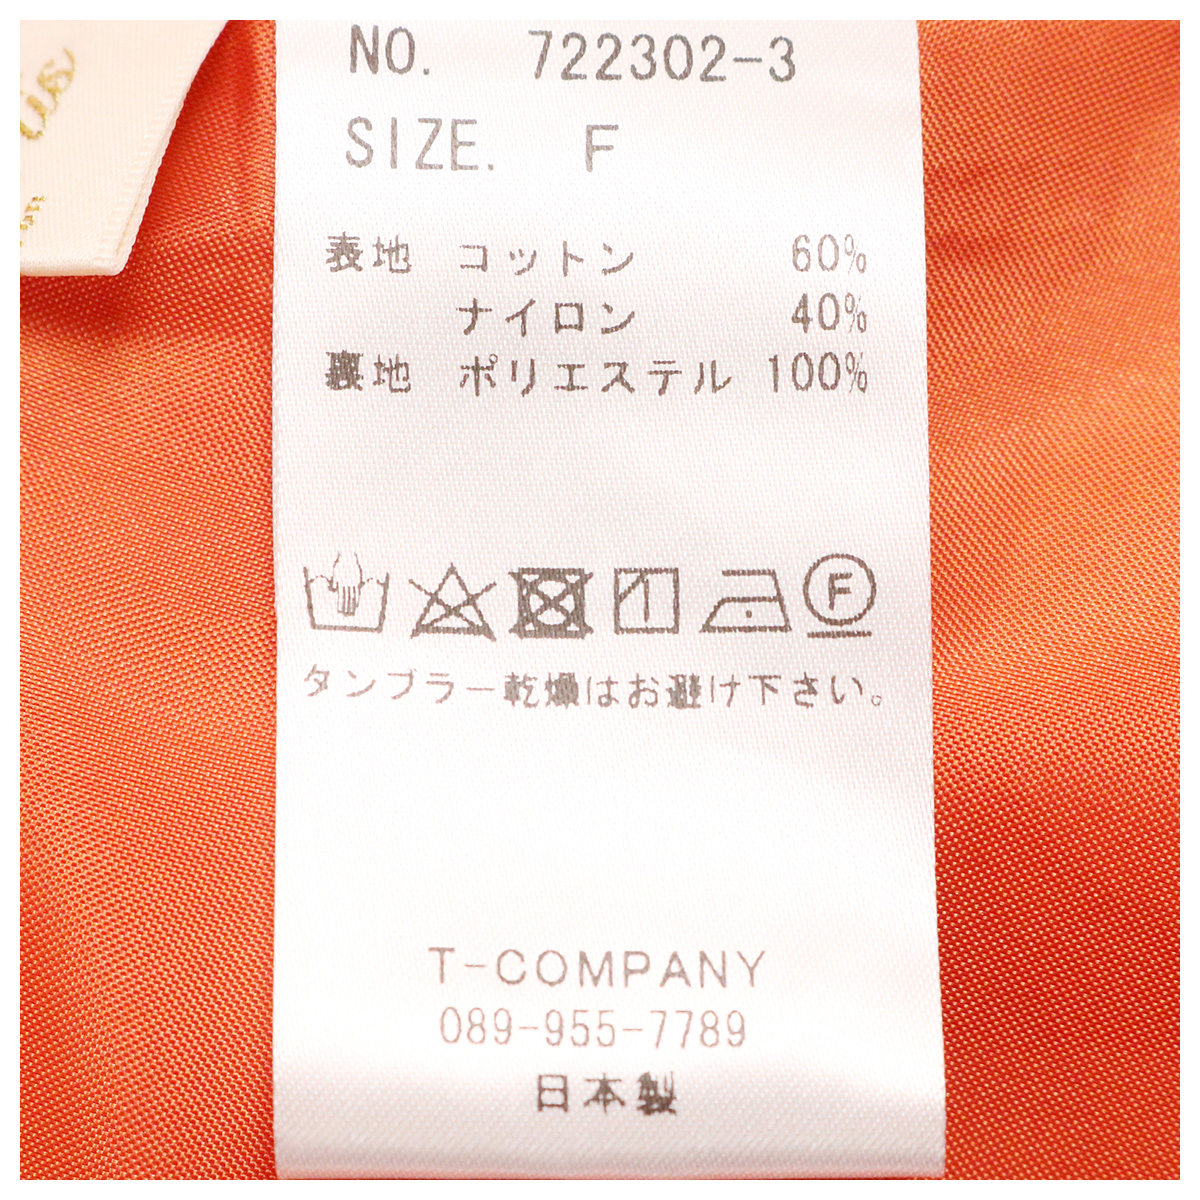 NO. 722302-3
SIZE. F
表地 コットン 60%
ナイロン 40%
裏地 ポリエステル 100%
F
タンブラー乾燥はお避け下さい。
T-COMPANY
089-955-7789
日本製